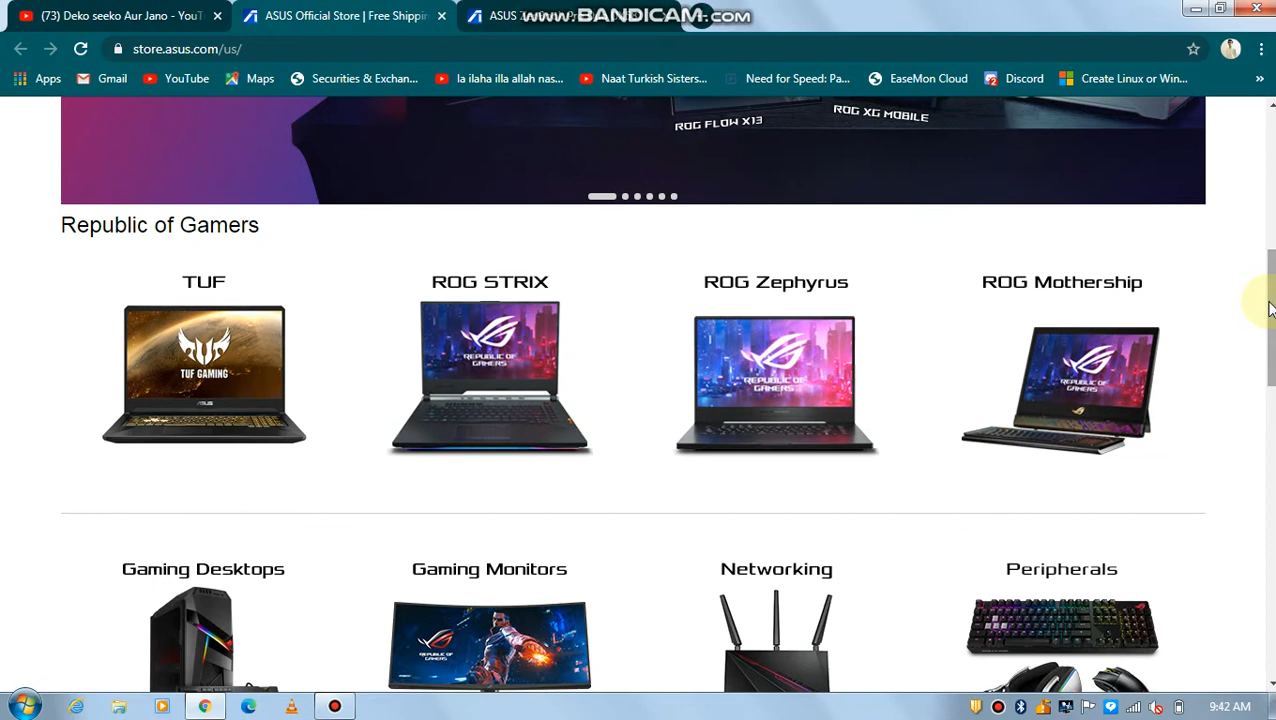 (73) Deko seeko Aur Jano - YouT
ASUS Official Store | Free Shippin
ASUS
WWW.BANDICAM.COM
store.asus.com/us/
Apps
Gmail
YouTube
Maps
Securities & Exchan...
la ilaha illa allah nas...
Naat Turkish Sisters...
Need for Speed: Pa...
EaseMon Cloud
Discord
Create Linux or Win...
»
ROG FLOW X13
ROG XG MOBILE
Republic of Gamers
TUF
ROG STRIX
ROG Zephyrus
ROG Mothership
TUF GAMING
REPUBLIC OF
GAMERS
REPUBLIC OF
GAMERS
REPUBLIC OF
GAMERS
ASUS
Gaming Desktops
Gaming Monitors
Networking
Peripherals
REPUBLIC OF
GAMERS
9:42 AM